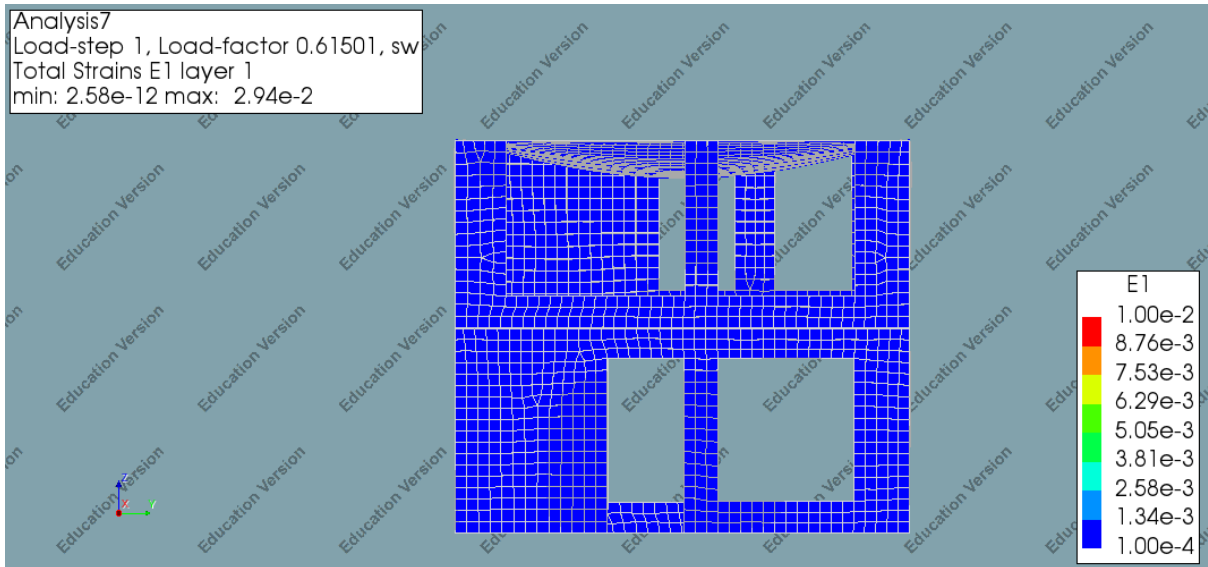 Analysis7
Load-step 1, Load-factor 0.61501, sw
Total Strains E1 layer 1
min: 2.58e-12 max: 2.94e-2
E1
1.00e-2
8.76e-3
7.53e-3
6.29e-3
5.05e-3
3.81e-3
2.58e-3
1.34e-3
1.00e-4
Z
X
Y
Education Version